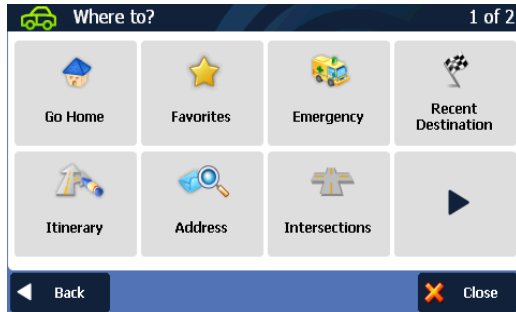 Where to?
1 of 2
Go Home
Favorites
Emergency
Recent
Destination
Itinerary
Address
Intersections
Back
Close